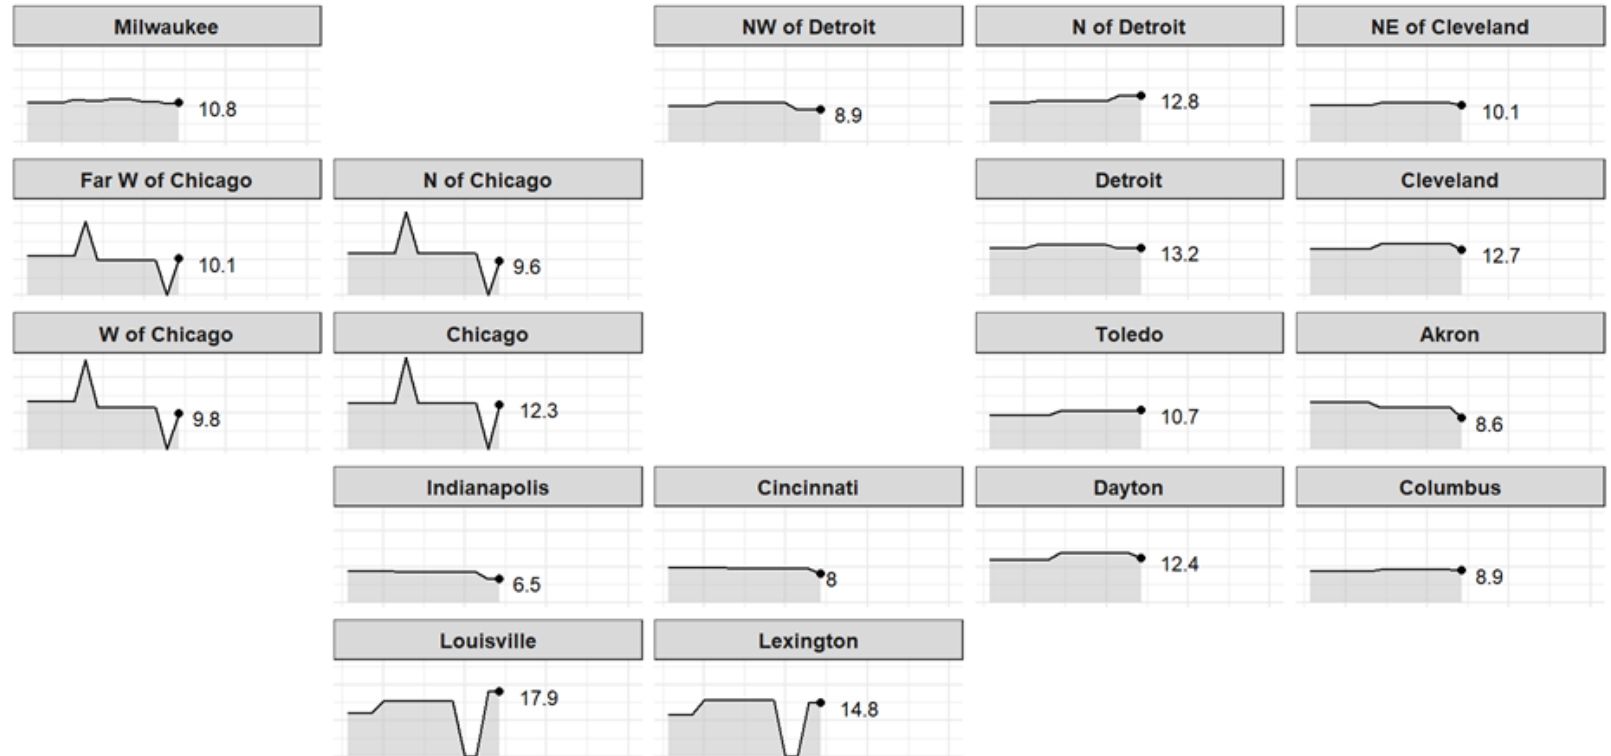 Milwaukee
NW of Detroit
N of Detroit
NE of Cleveland
10.8
8.9
12.8
10.1
Far W of Chicago
N of Chicago
Detroit
Cleveland
10.1
9.6
13.2
12.7
W of Chicago
Chicago
Toledo
Akron
9.8
12.3
10.7
8.6
Indianapolis
Cincinnati
Dayton
Columbus
6.5
8
12.4
8.9
Louisville
Lexington
17.9
14.8